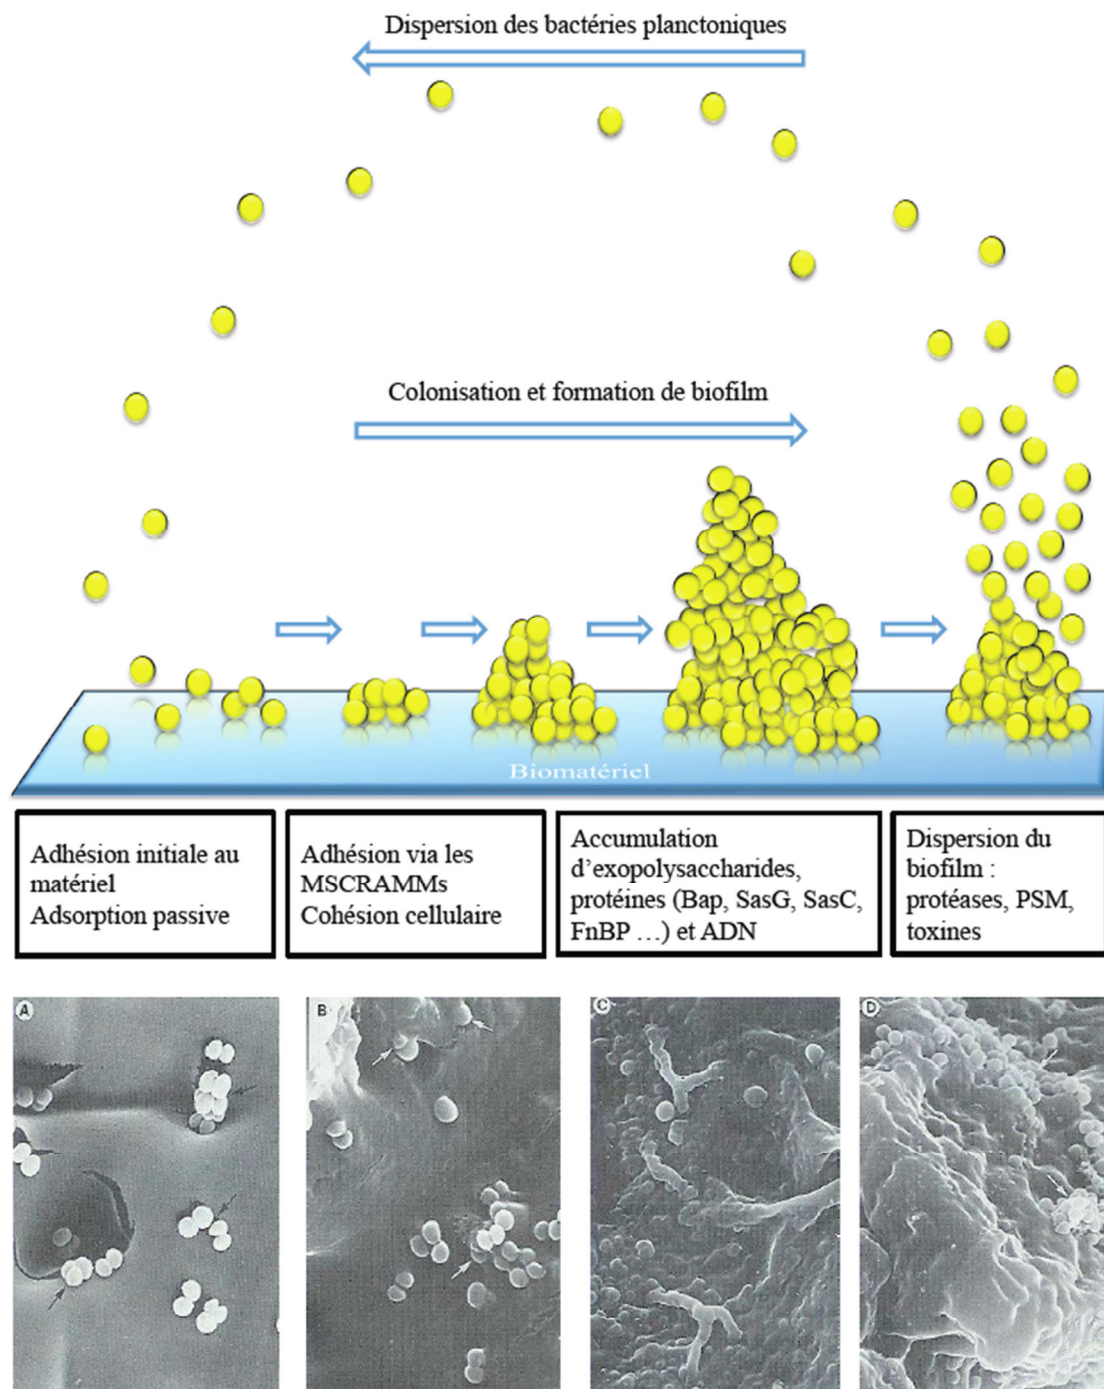 Dispersion des bactéries planctoniques
Colonisation et formation de biofilm
Biomatériel
Adhésion initiale au
matériel
Adsorption passive
Adhésion via les
MSCRAMMs
Cohésion cellulaire
Accumulation
d’exopolysaccharides,
protéines (Bap, SasG, SasC,
FnBP …) et ADN
Dispersion du
biofilm :
protéases, PSM,
toxines
A
B
C
D